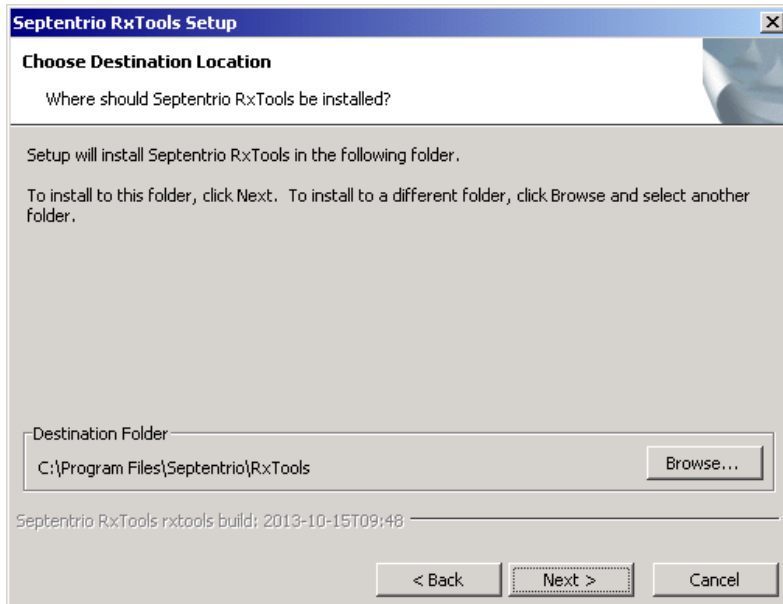 Septentrio RxTools Setup
Choose Destination Location
Where should Septentrio RxTools be installed?
Setup will install Septentrio RxTools in the following folder.
To install to this folder, click Next.  To install to a different folder, click Browse and select another
folder.
Destination Folder
C:\Program Files\Septentrio\RxTools
Browse...
Septentrio RxTools rxtools build: 2013-10-15T09:48
< Back
Next >
Cancel